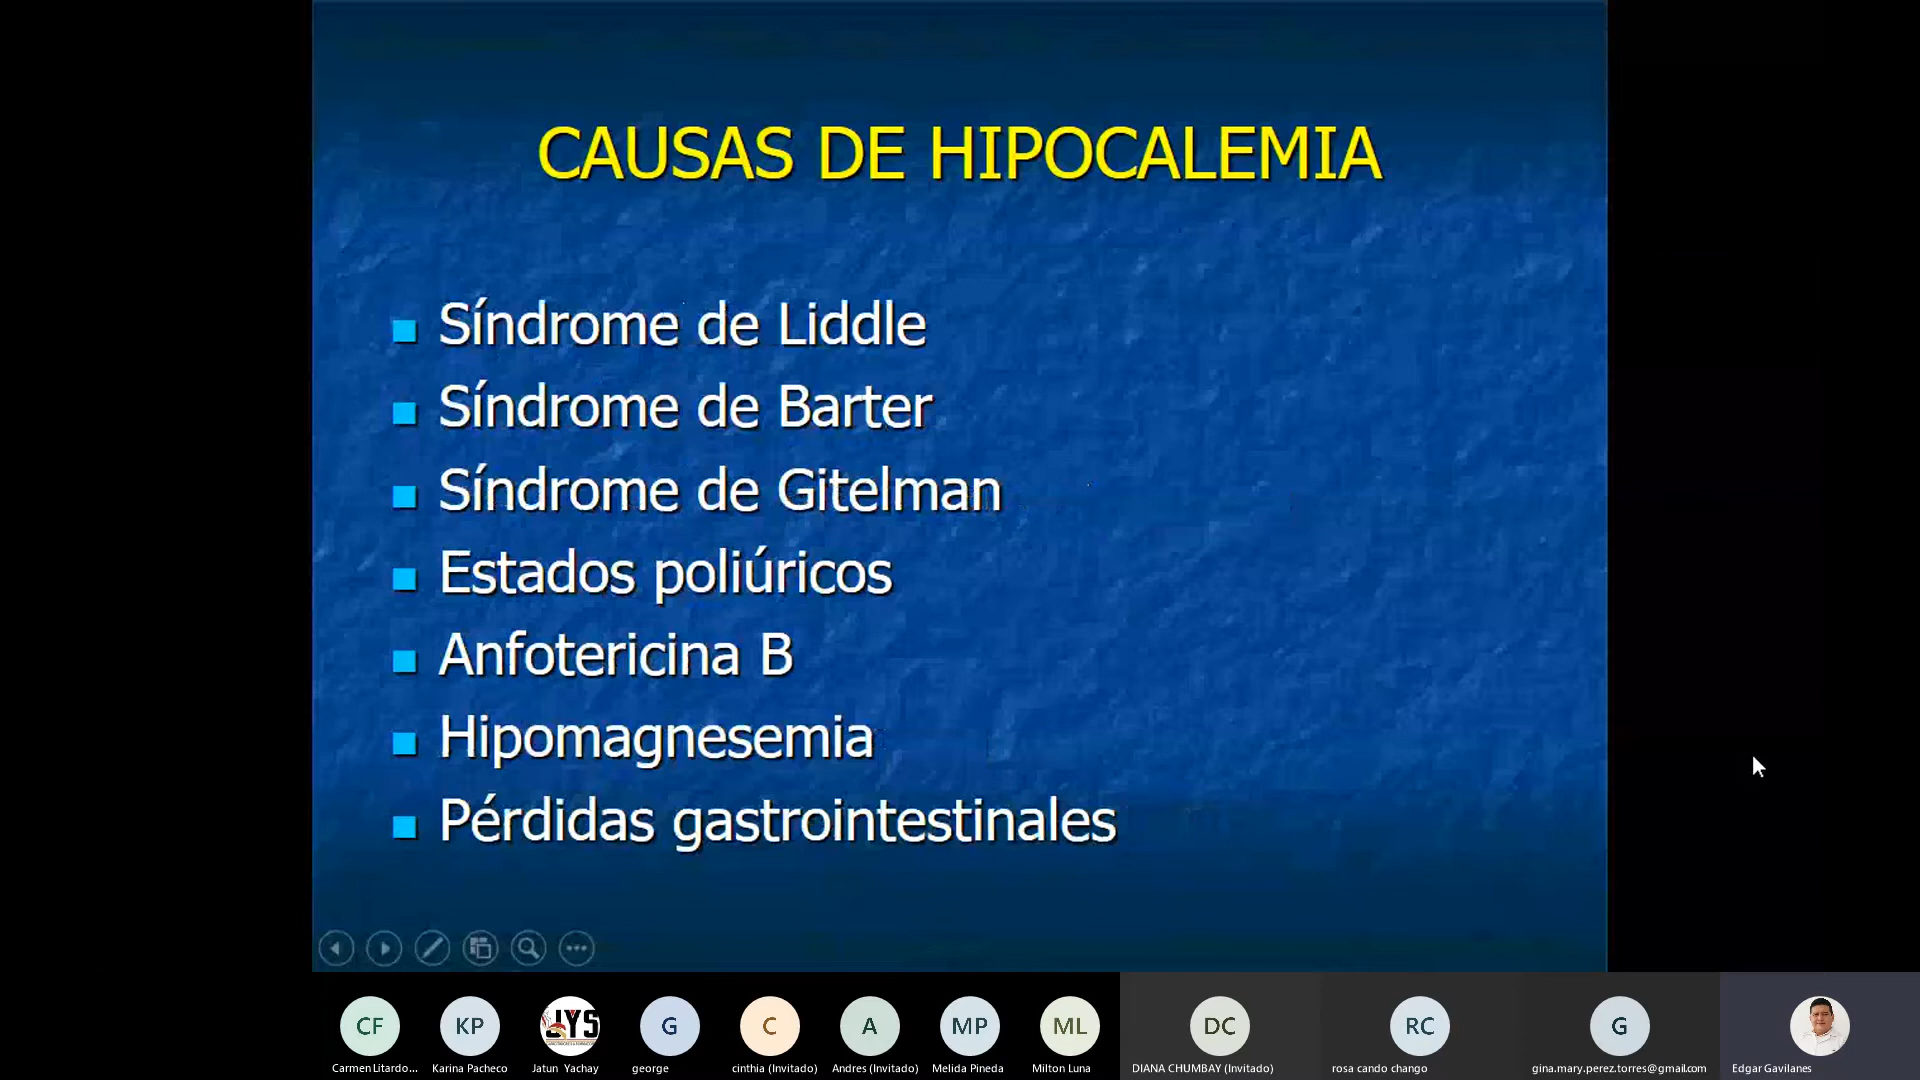 CAUSAS DE HIPOCALEMIA
Síndrome de Liddle
Síndrome de Barter
Síndrome de Gitelman
Estados poliúricos
Anfotericina B
Hipomagnesemia
Pérdidas gastrointestinales
CF
KP
JYS
G
C
A
MP
ML
DC
RC
G
Carmen Litardo...
Karina Pacheco
Jatun Yachay
george
cinthia (Invitado)
Andres (Invitado)
Melida Pineda
Milton Luna
DIANA CHUMBAY (Invitado)
rosa cando chango
gina.mary.perez.torres@gmail.com
Edgar Gavilanes